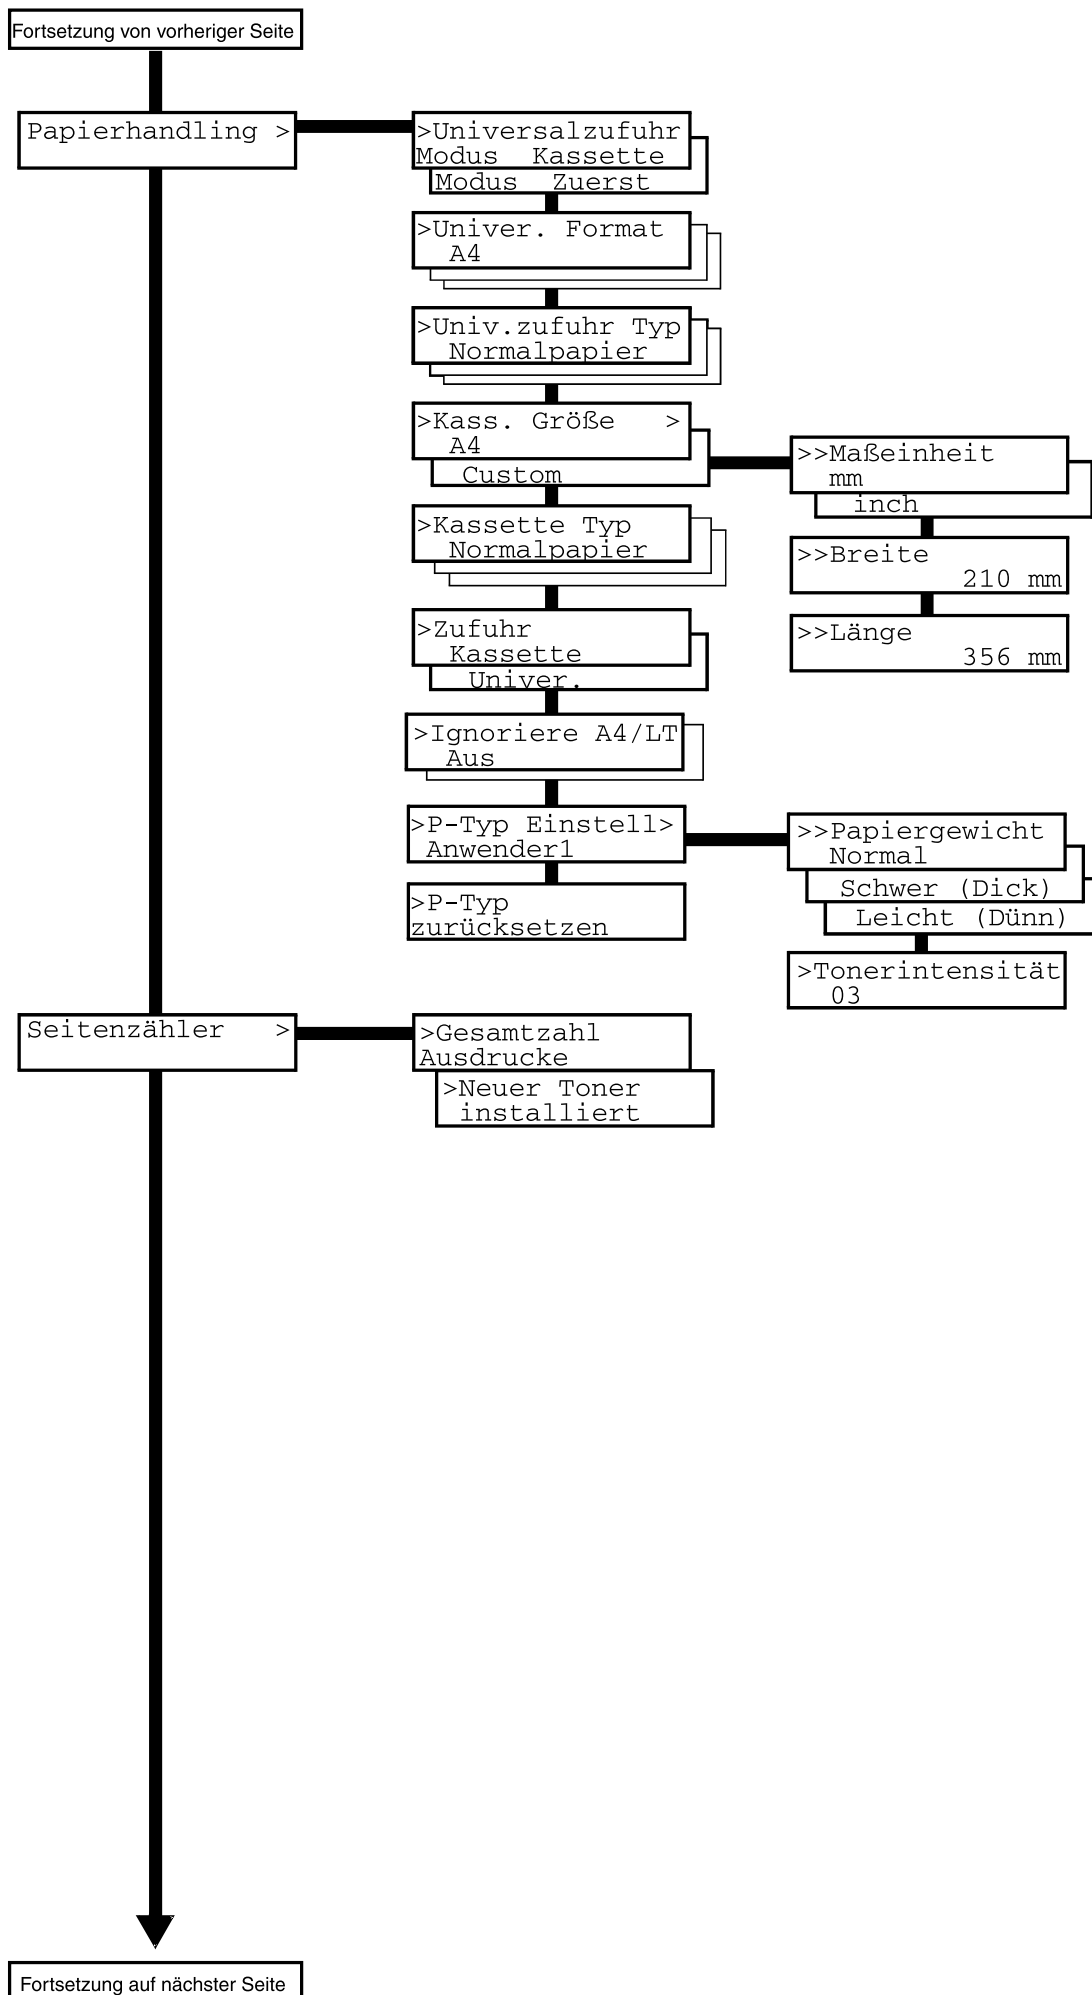 Fortsetzung von vorheriger Seite
Papierhandling >
>Universalzufuhr
Modus Kassette
Modus Zuerst
>Univer. Format
A4
>Univ.zufuhr Typ
Normalpapier
>Kass. Größe >
A4
Custom
>>Maßeinheit
mm
inch
>>Breite
210 mm
>>Länge
356 mm
>Kassette Typ
Normalpapier
>Zufuhr
Kassette
Univer.
>Ignoriere A4/LT
Aus
>P-Typ Einstell>
Anwender1
>>Papiergewicht
Normal
Schwer (Dick)
Leicht (Dünn)
>Tonerintensität
03
>P-Typ
zurücksetzen
Seitenzähler >
>Gesamtzahl
Ausdrucke
>Neuer Toner
installiert
Fortsetzung auf nächster Seite